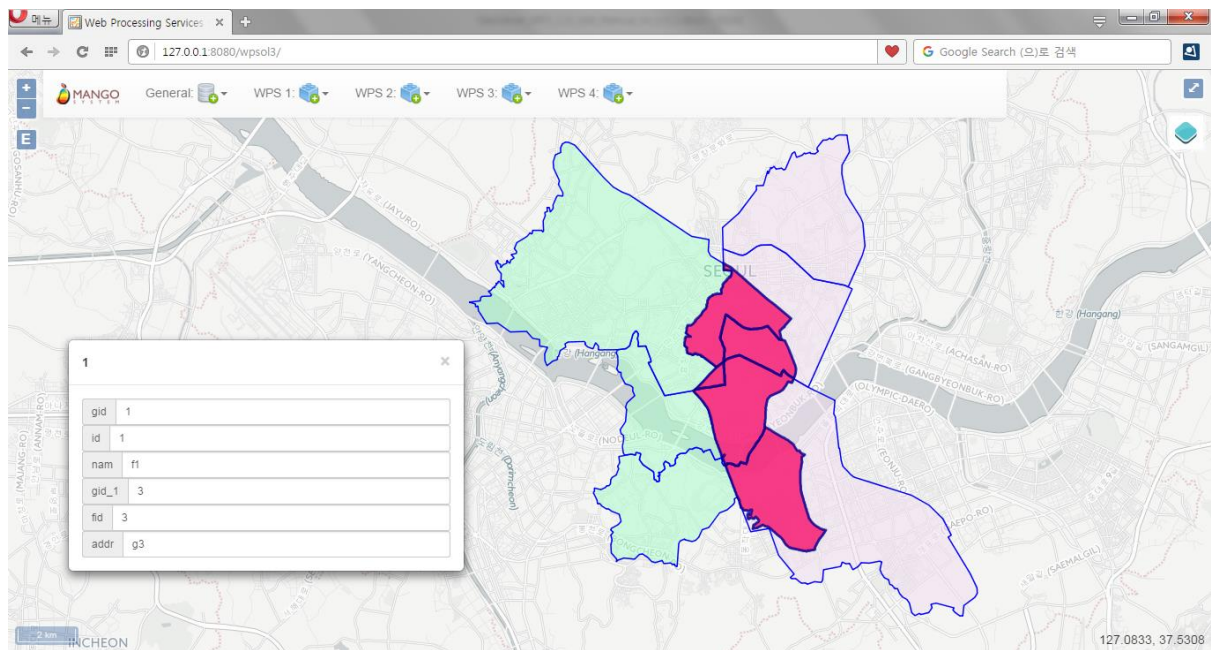 메뉴
Web Processing Services
127.0.0.1:8080/wpsol3/
Google Search (으)로 검색
MANGO
SYSTEM
General:
WPS 1:
WPS 2:
WPS 3:
WPS 4:
E
(JAYURO)
(YANGCHEON-RO)
SEOUL
한강 (Hangang)
(SANGAMGIL)
(Hangang)
(ACHASAN-RO)
(GANGBYEONBUK-RO)
(OLYMPIC-DAERO)
(Anyangcheon)
(Dorimcheon)
(SAEMALGIL)
1
gid 1
id 1
nam f1
gid_1 3
fid 3
addr g3
2 km
INCHEON
127.0833, 37.5308